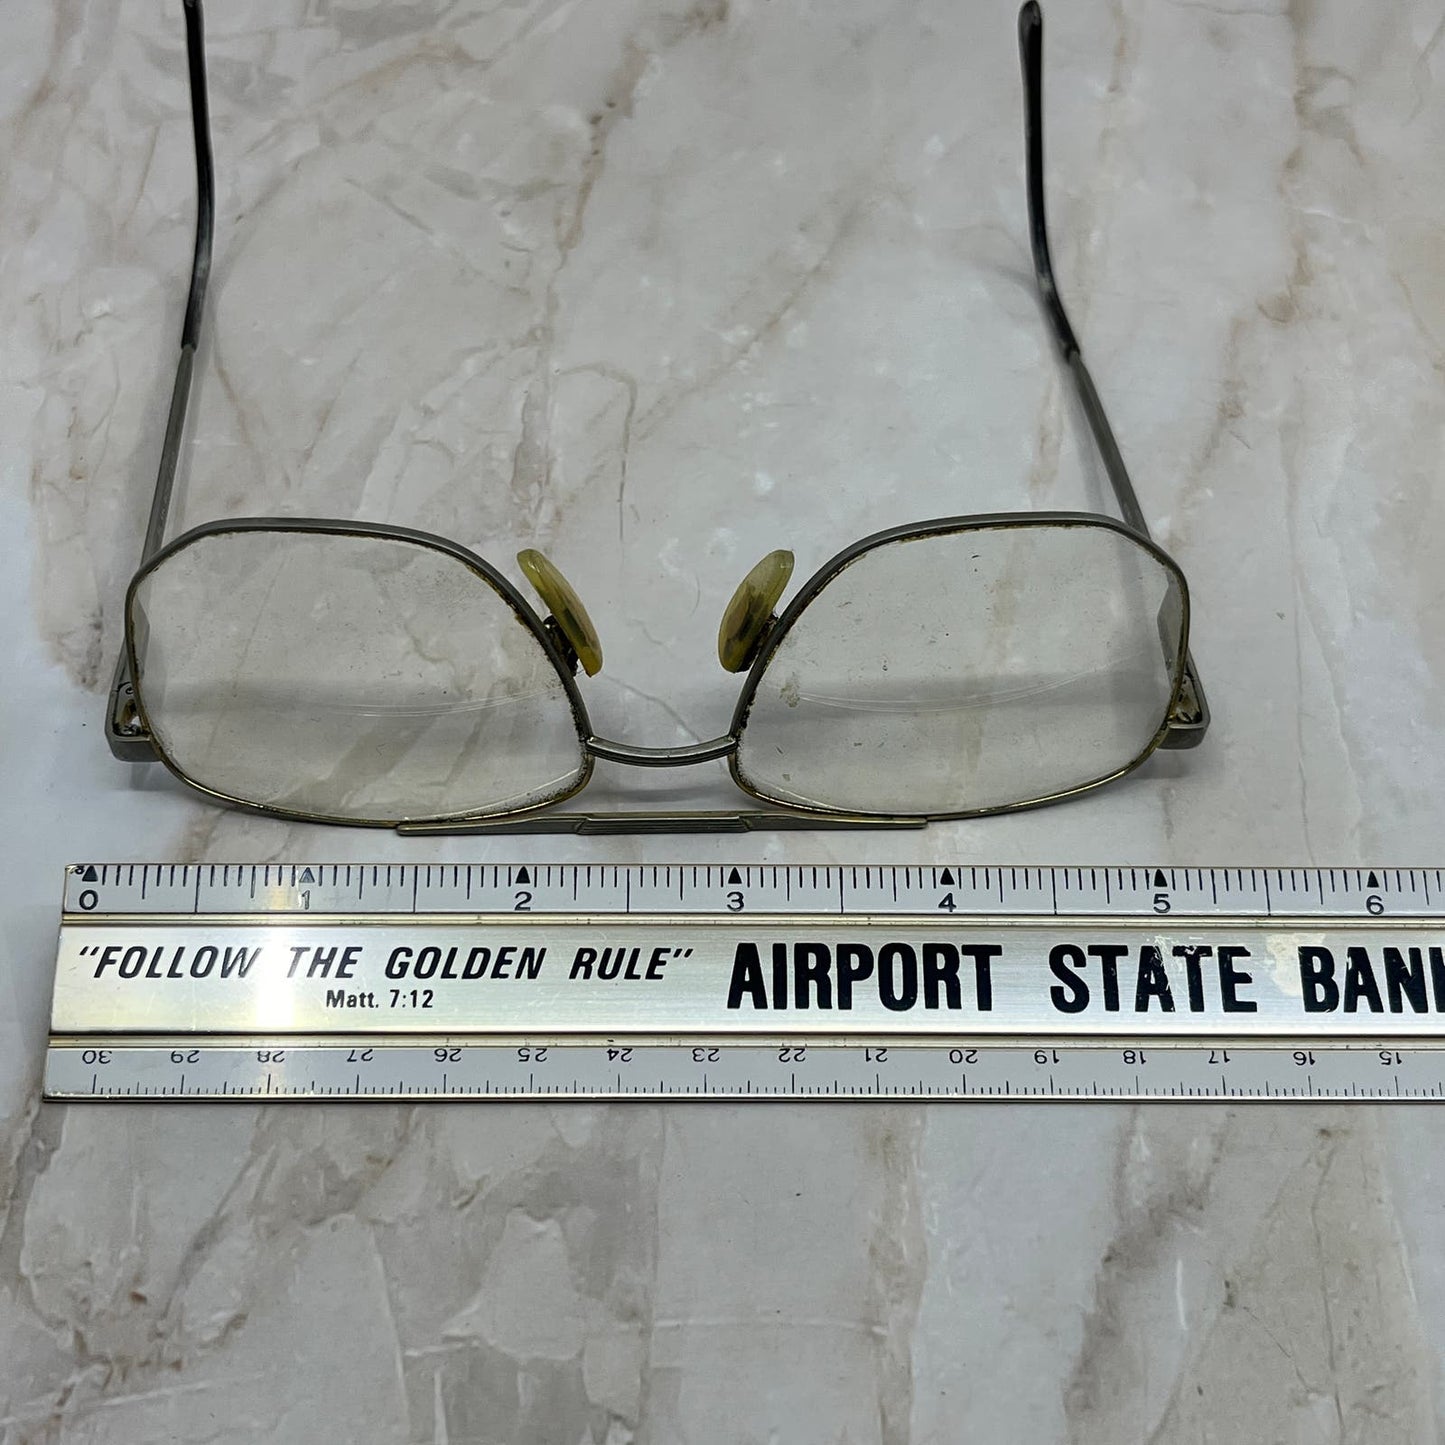 0 1 2 3 4 5 6
"FOLLOW THE GOLDEN RULE" AIRPORT STATE BAN
Matt. 7:12
30 29 28 27 26 25 24 23 22 21 20 19 18 17 16 15